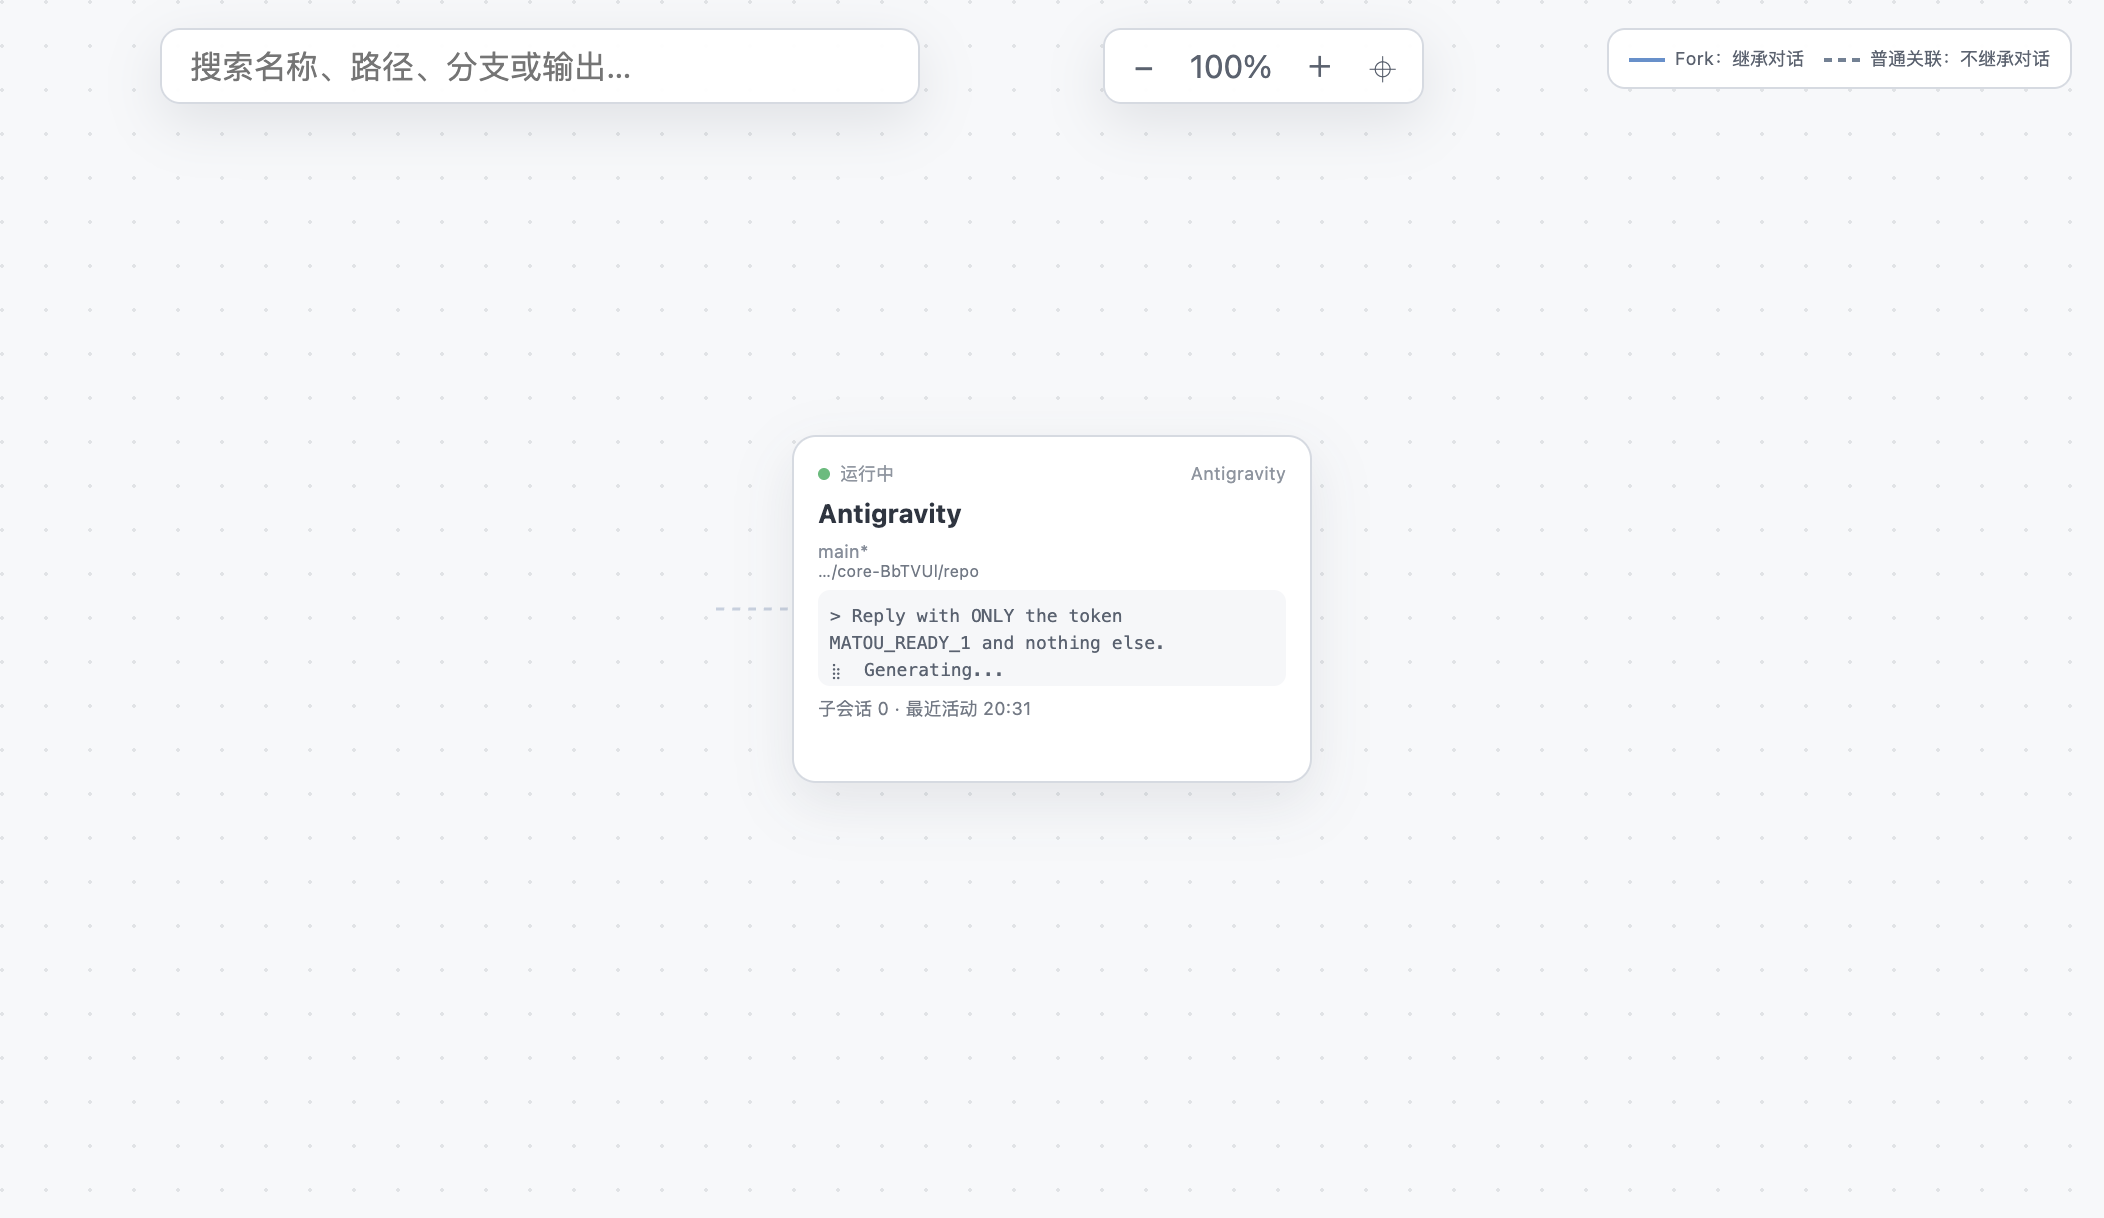 搜索名称、路径、分支或输出...
− 100% +
Fork：继承对话 普通关联：不继承对话
运行中 Antigravity
Antigravity
main*
…/core-BbTVUl/repo
> Reply with ONLY the token
MATOU_READY_1 and nothing else.
⣾ Generating...
子会话 0 · 最近活动 20:31